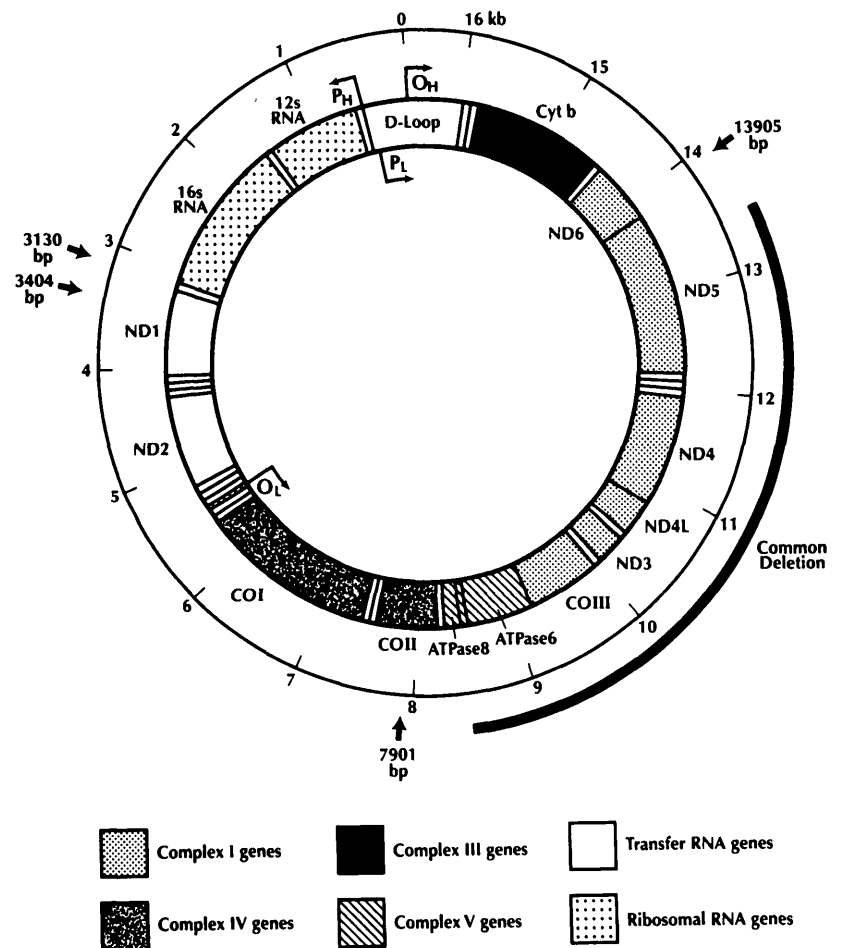 0
16 kb
1
15
P_H
O_H
12s
RNA
D-Loop
Cyt b
2
13905
bp
14
P_L
16s
RNA
3130
bp
3
ND6
3404
bp
13
ND5
ND1
4
12
ND2
ND4
O_L
5
11
ND4L
Common
Deletion
ND3
6
COI
COIII
10
COII
ATPase8
ATPase6
7
9
8
7901
bp
Complex I genes
Complex III genes
Transfer RNA genes
Complex IV genes
Complex V genes
Ribosomal RNA genes